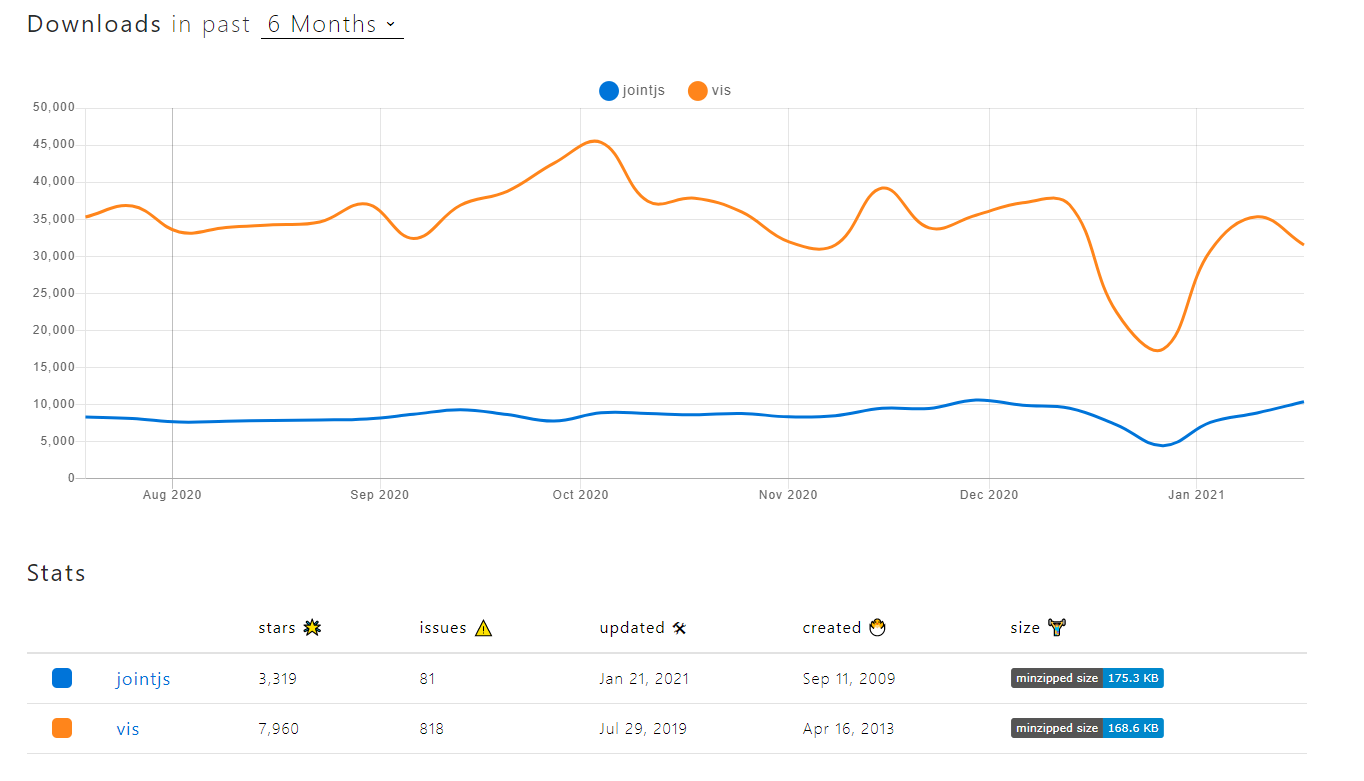 Downloads in past 6 Months
jointjs vis
50,000
45,000
40,000
35,000
30,000
25,000
20,000
15,000
10,000
5,000
0
Aug 2020 Sep 2020 Oct 2020 Nov 2020 Dec 2020 Jan 2021
Stats
stars issues updated created size
jointjs 3,319 81 Jan 21, 2021 Sep 11, 2009 minzipped size 175.3 KB
vis 7,960 818 Jul 29, 2019 Apr 16, 2013 minzipped size 168.6 KB